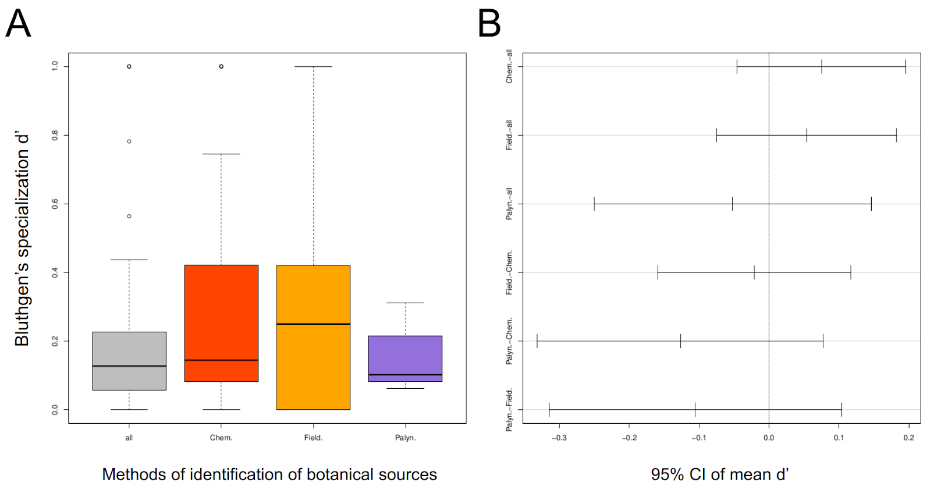 A
Bluthgen's specialization d'
1.0
0.8
0.6
0.4
0.2
0.0
all
Chem.
Field.
Palyn.
Methods of identification of botanical sources
B
Chem.−all
Field.−all
Palyn.−all
Field.−Chem.
Palyn.−Chem.
Palyn.−Field.
−0.3
−0.2
−0.1
0.0
0.1
0.2
95% CI of mean d'